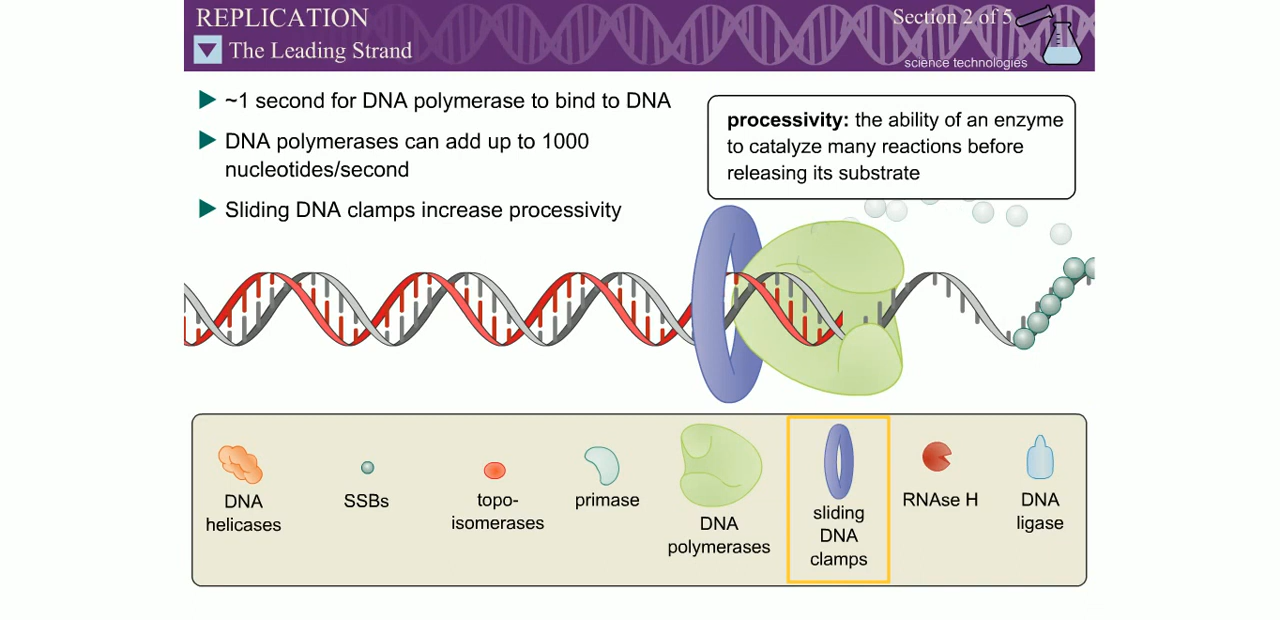 REPLICATION
Section 2 of 5
The Leading Strand
science technologies
~1 second for DNA polymerase to bind to DNA
DNA polymerases can add up to 1000
nucleotides/second
Sliding DNA clamps increase processivity
processivity: the ability of an enzyme
to catalyze many reactions before
releasing its substrate
DNA
helicases
SSBs
topo-
isomerases
primase
DNA
polymerases
sliding
DNA
clamps
RNAse H
DNA
ligase